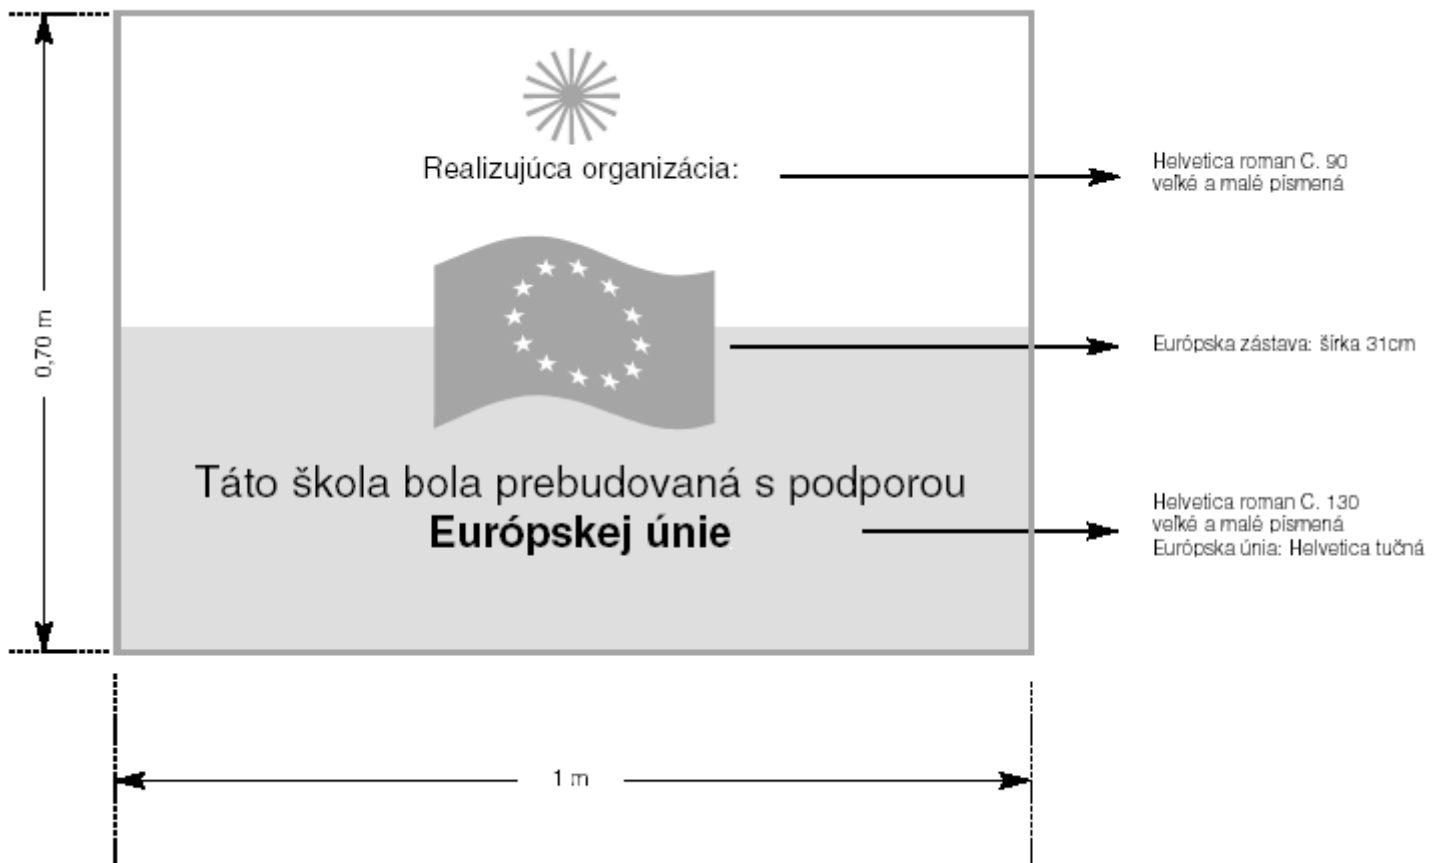 Realizujúca organizácia:
Helvetica roman C. 90
veľké a malé písmená
0,70 m
Európska zástava: šírka 31cm
Táto škola bola prebudovaná s podporou
Európskej únie
Helvetica roman C. 130
veľké a malé písmená
Európska únia: Helvetica tučná
1 m